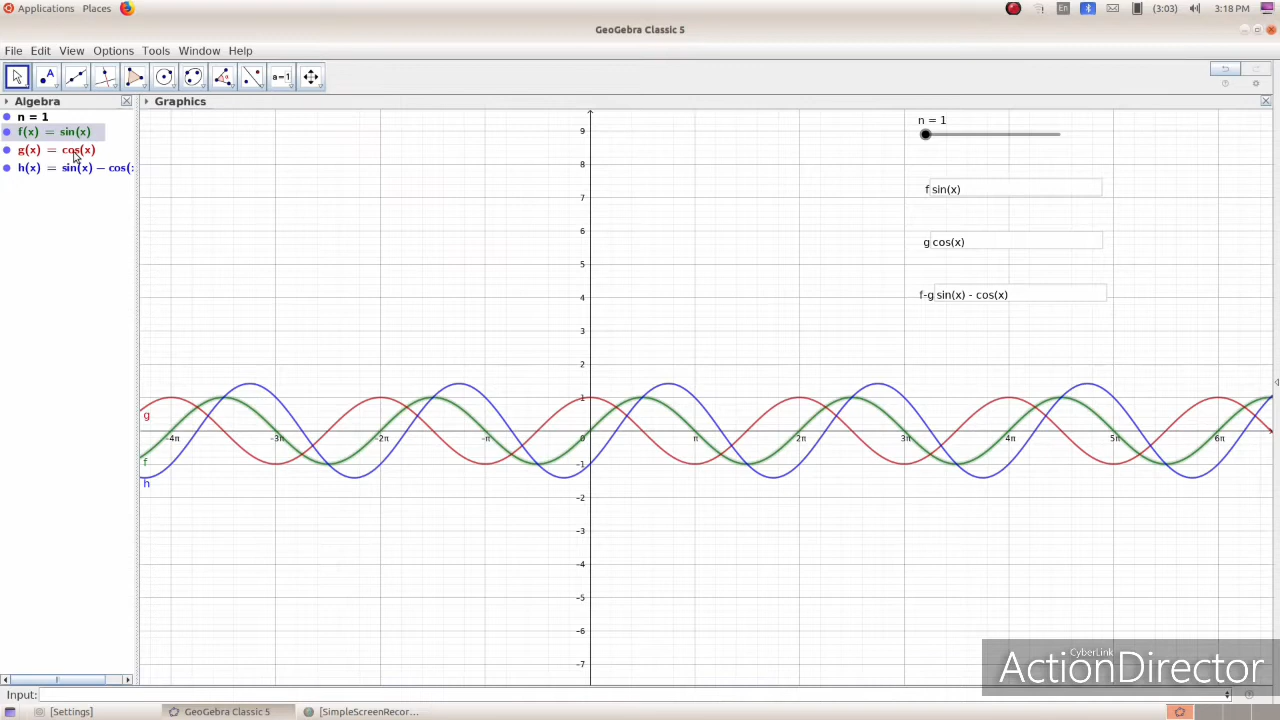 Applications Places En (3:03) 3:18 PM
GeoGebra Classic 5
File Edit View Options Tools Window Help
A a=1
Algebra Graphics
n = 1
f(x) = sin(x)
g(x) = cos(x)
h(x) = sin(x) − cos(
n = 1
f sin(x)
g cos(x)
f-g sin(x) - cos(x)
9
8
7
6
5
4
3
2
1
-4π -3π -2π -π 0 π 2π 3π 4π 5π 6π
-1
-2
-3
-4
-5
-6
-7
g
f
h
CyberLink
ActionDirector
Input:
[Settings] GeoGebra Classic 5 [SimpleScreenRecor...